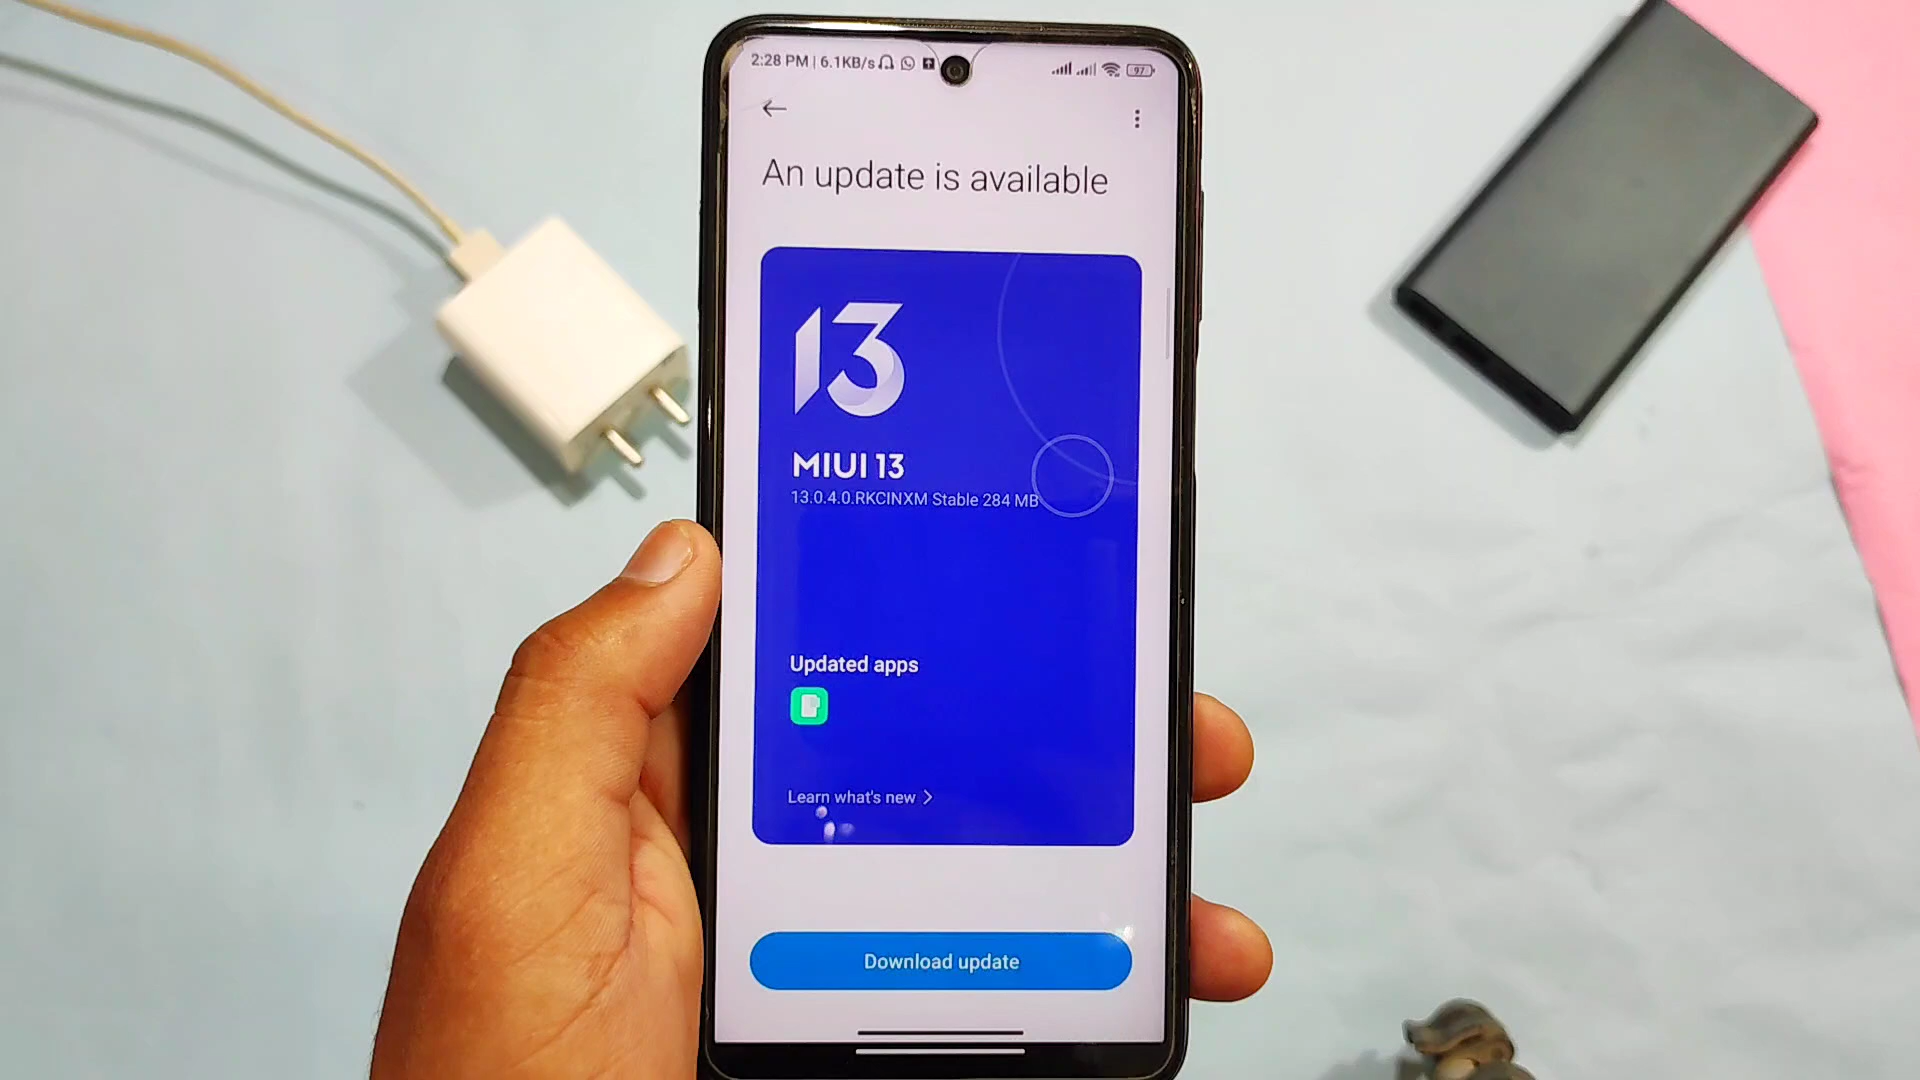 2:28 PM | 6.1KB/s 97
An update is available
13
MIUI 13
13.0.4.0.RKCINXM Stable 284 MB
Updated apps
Learn what's new >
Download update